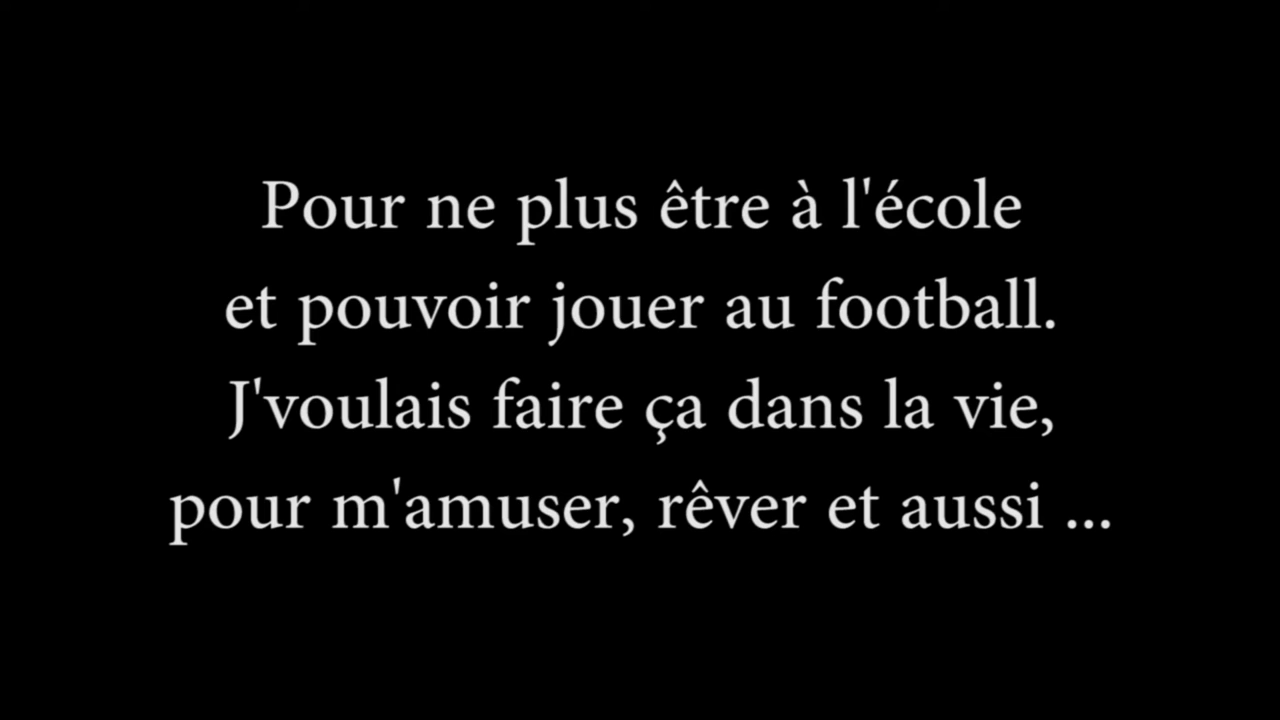 Pour ne plus être à l'école
et pouvoir jouer au football.
J'voulais faire ça dans la vie,
pour m'amuser, rêver et aussi ...